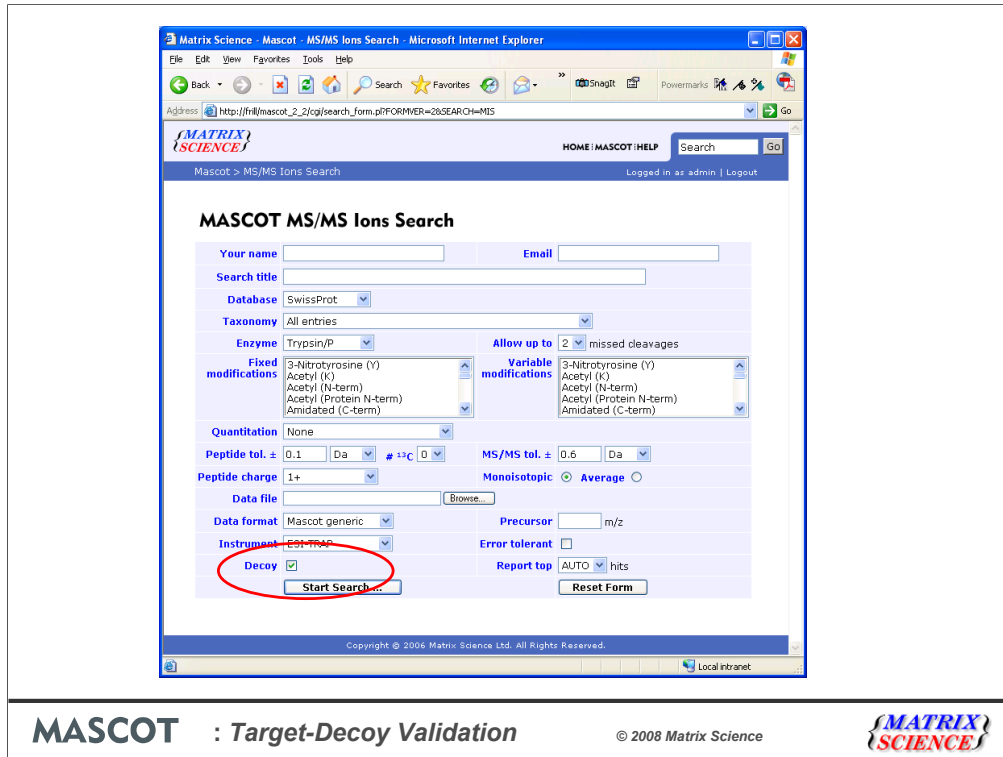 Matrix Science - Mascot - MS/MS Ions Search - Microsoft Internet Explorer
File Edit View Favorites Tools Help
Back Search Favorites » SnagIt Powermarks
Address http://frill/mascot_2_2/cgi/search_form.pl?FORMVER=2&SEARCH=MIS Go
{MATRIX}
{SCIENCE}
HOME MASCOT HELP Search Go
Mascot > MS/MS Ions Search Logged in as admin | Logout
MASCOT MS/MS Ions Search
Your name Email
Search title
Database SwissProt
Taxonomy All entries
Enzyme Trypsin/P Allow up to 2 missed cleavages
Fixed modifications
3-Nitrotyrosine (Y)
Acetyl (K)
Acetyl (N-term)
Acetyl (Protein N-term)
Amidated (C-term)
Variable modifications
3-Nitrotyrosine (Y)
Acetyl (K)
Acetyl (N-term)
Acetyl (Protein N-term)
Amidated (C-term)
Quantitation None
Peptide tol. ± 0.1 Da # 13C 0 MS/MS tol. ± 0.6 Da
Peptide charge 1+ Monoisotopic Average
Data file Browse...
Data format Mascot generic Precursor m/z
Instrument ESI-TRAP Error tolerant
Decoy Report top AUTO hits
Start Search ... Reset Form
Copyright © 2006 Matrix Science Ltd. All Rights Reserved.
Local intranet
MASCOT : Target-Decoy Validation © 2008 Matrix Science
{MATRIX}
{SCIENCE}